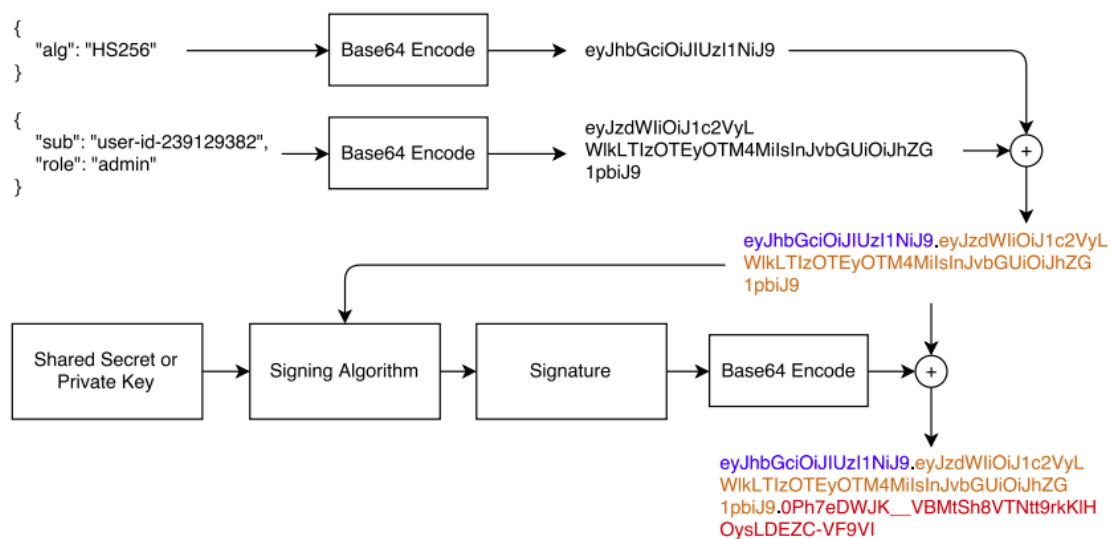 {
"alg": "HS256"
}
Base64 Encode
eyJhbGciOiJIUzI1NiJ9
{
"sub": "user-id-239129382",
"role": "admin"
}
Base64 Encode
eyJzdWIiOiJ1c2VyL
WlkLTIzOTEyOTM4MiIsInJvbGUiOiJhZG
1pbiJ9
+
eyJhbGciOiJIUzI1NiJ9.eyJzdWIiOiJ1c2VyL
WlkLTIzOTEyOTM4MiIsInJvbGUiOiJhZG
1pbiJ9
Shared Secret or
Private Key
Signing Algorithm
Signature
Base64 Encode
+
eyJhbGciOiJIUzI1NiJ9.eyJzdWIiOiJ1c2VyL
WlkLTIzOTEyOTM4MiIsInJvbGUiOiJhZG
1pbiJ9.0Ph7eDWJK__VBMtSh8VTNtt9rkKlH
OysLDEZC-VF9VI